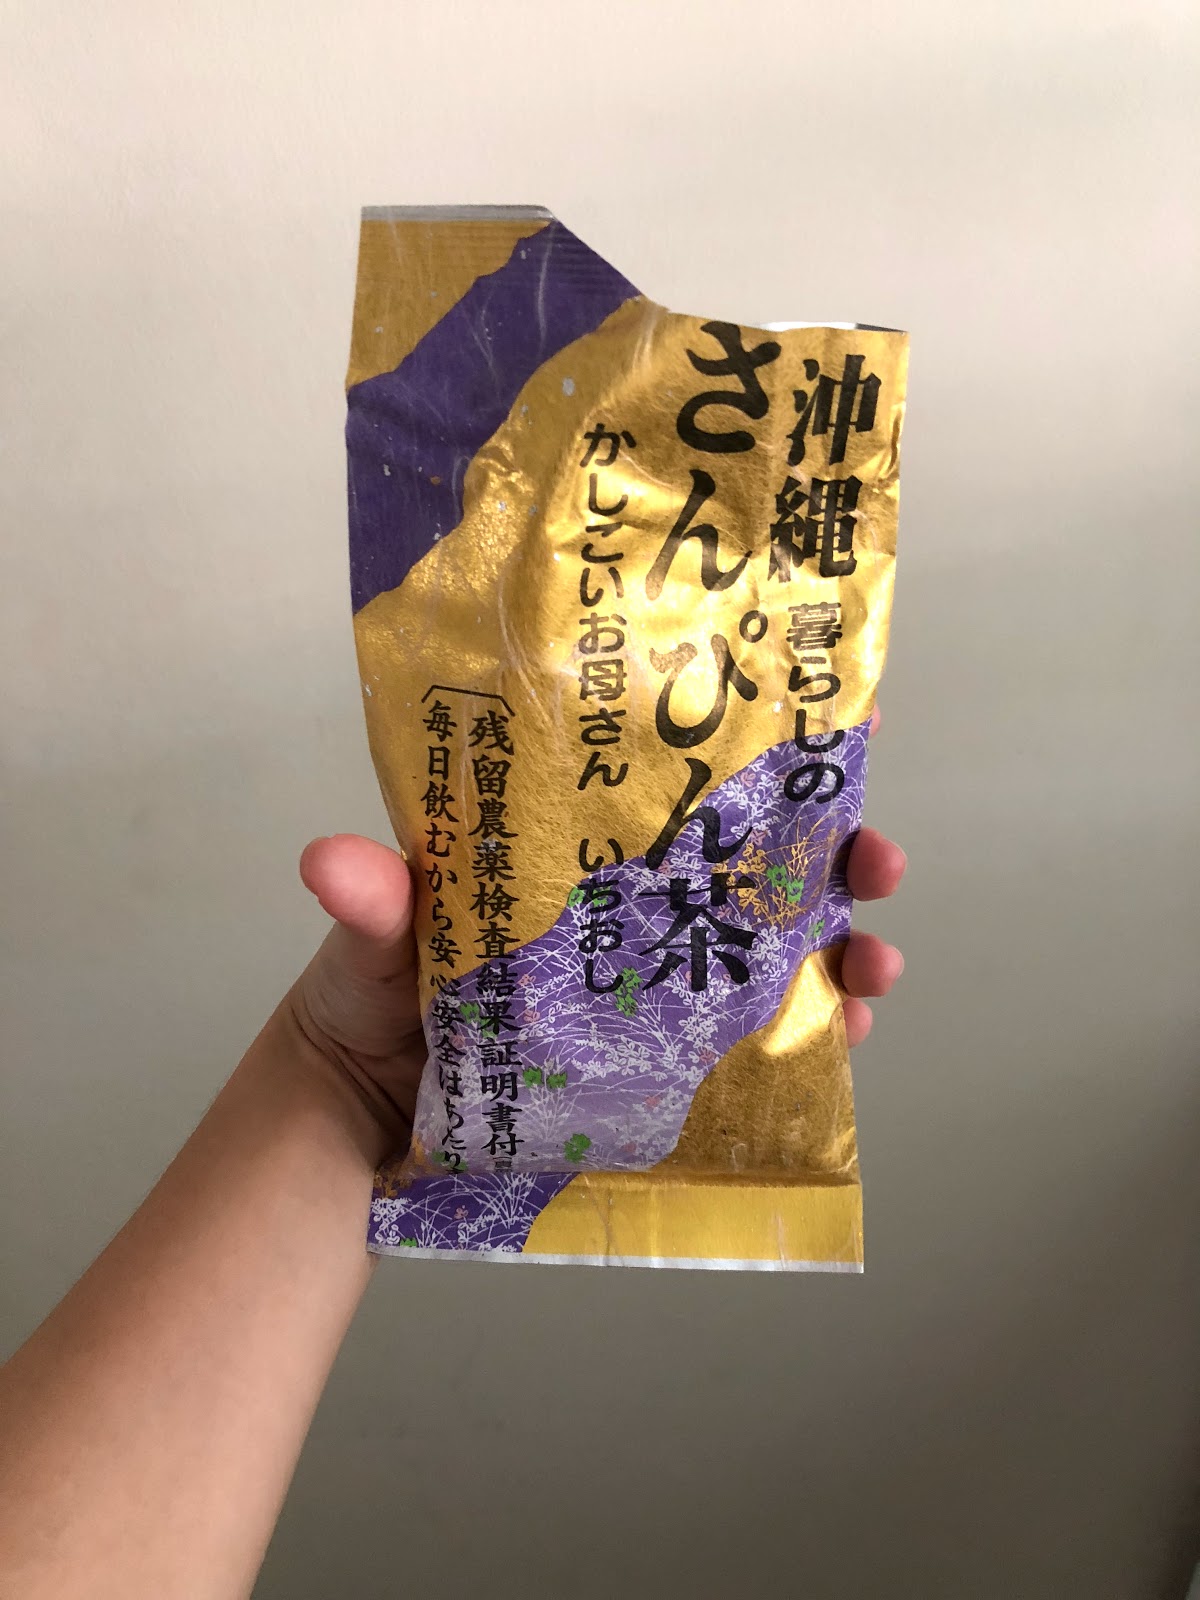 沖縄暮らしの
さんぴん茶
かしこいお母さん いちおし
残留農薬検査結果証明書付
毎日飲むから安心安全はあたり